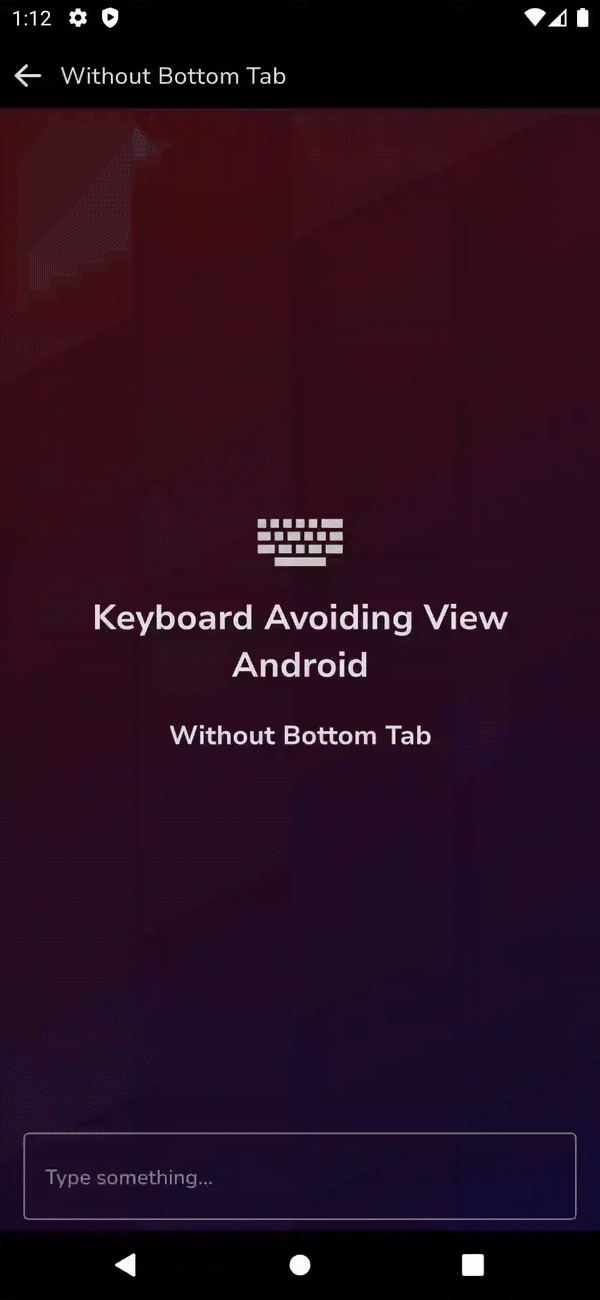 1:12
Without Bottom Tab
Keyboard Avoiding View
Android
Without Bottom Tab
Type something...